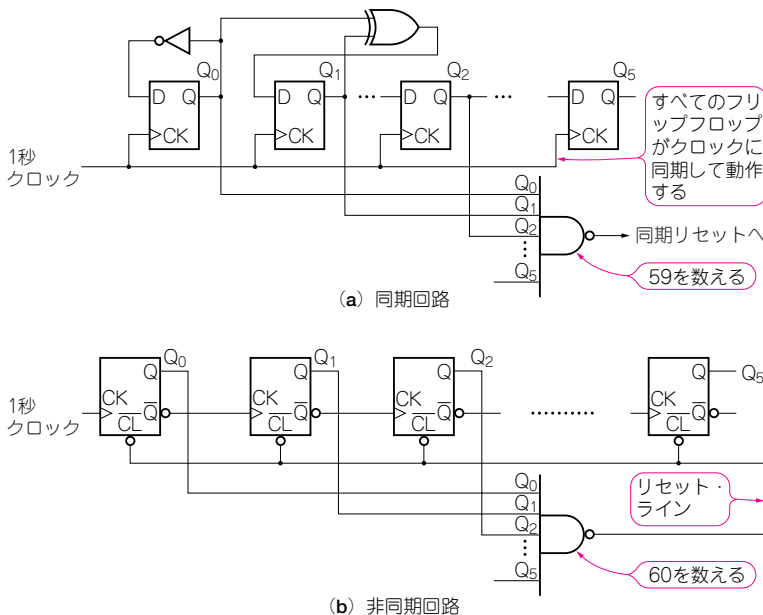 Q0
Q1
Q2
Q5
D Q
CK
D Q
CK
D Q
CK
D Q
CK
1秒
クロック
すべてのフリ
ップフロップ
がクロックに
同期して動作
する
Q0
Q1
Q2
Q5
同期リセットへ
59を数える
(a) 同期回路
Q0
Q1
Q2
Q5
Q
CK
CL Q
Q
CK
CL Q
Q
CK
CL Q
Q
CK
CL Q
1秒
クロック
Q0
Q1
Q2
Q5
リセット・
ライン
60を数える
(b) 非同期回路